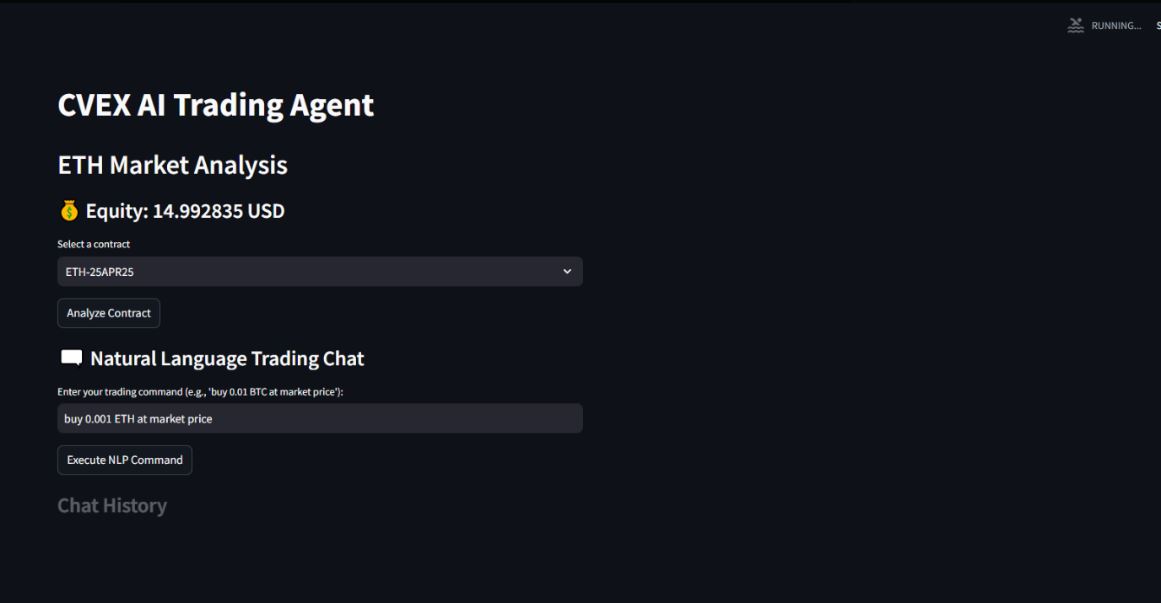 RUNNING...
CVEX AI Trading Agent
ETH Market Analysis
💰 Equity: 14.992835 USD
Select a contract
ETH-25APR25
Analyze Contract
Natural Language Trading Chat
Enter your trading command (e.g., 'buy 0.01 BTC at market price'):
buy 0.001 ETH at market price
Execute NLP Command
Chat History